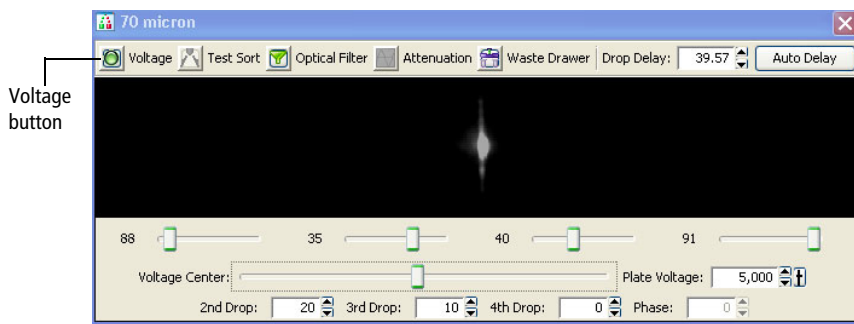 70 micron
Voltage Test Sort Optical Filter Attenuation Waste Drawer Drop Delay: 39.57 Auto Delay
Voltage
button
88 35 40 91
Voltage Center: Plate Voltage: 5,000
2nd Drop: 20 3rd Drop: 10 4th Drop: 0 Phase: 0